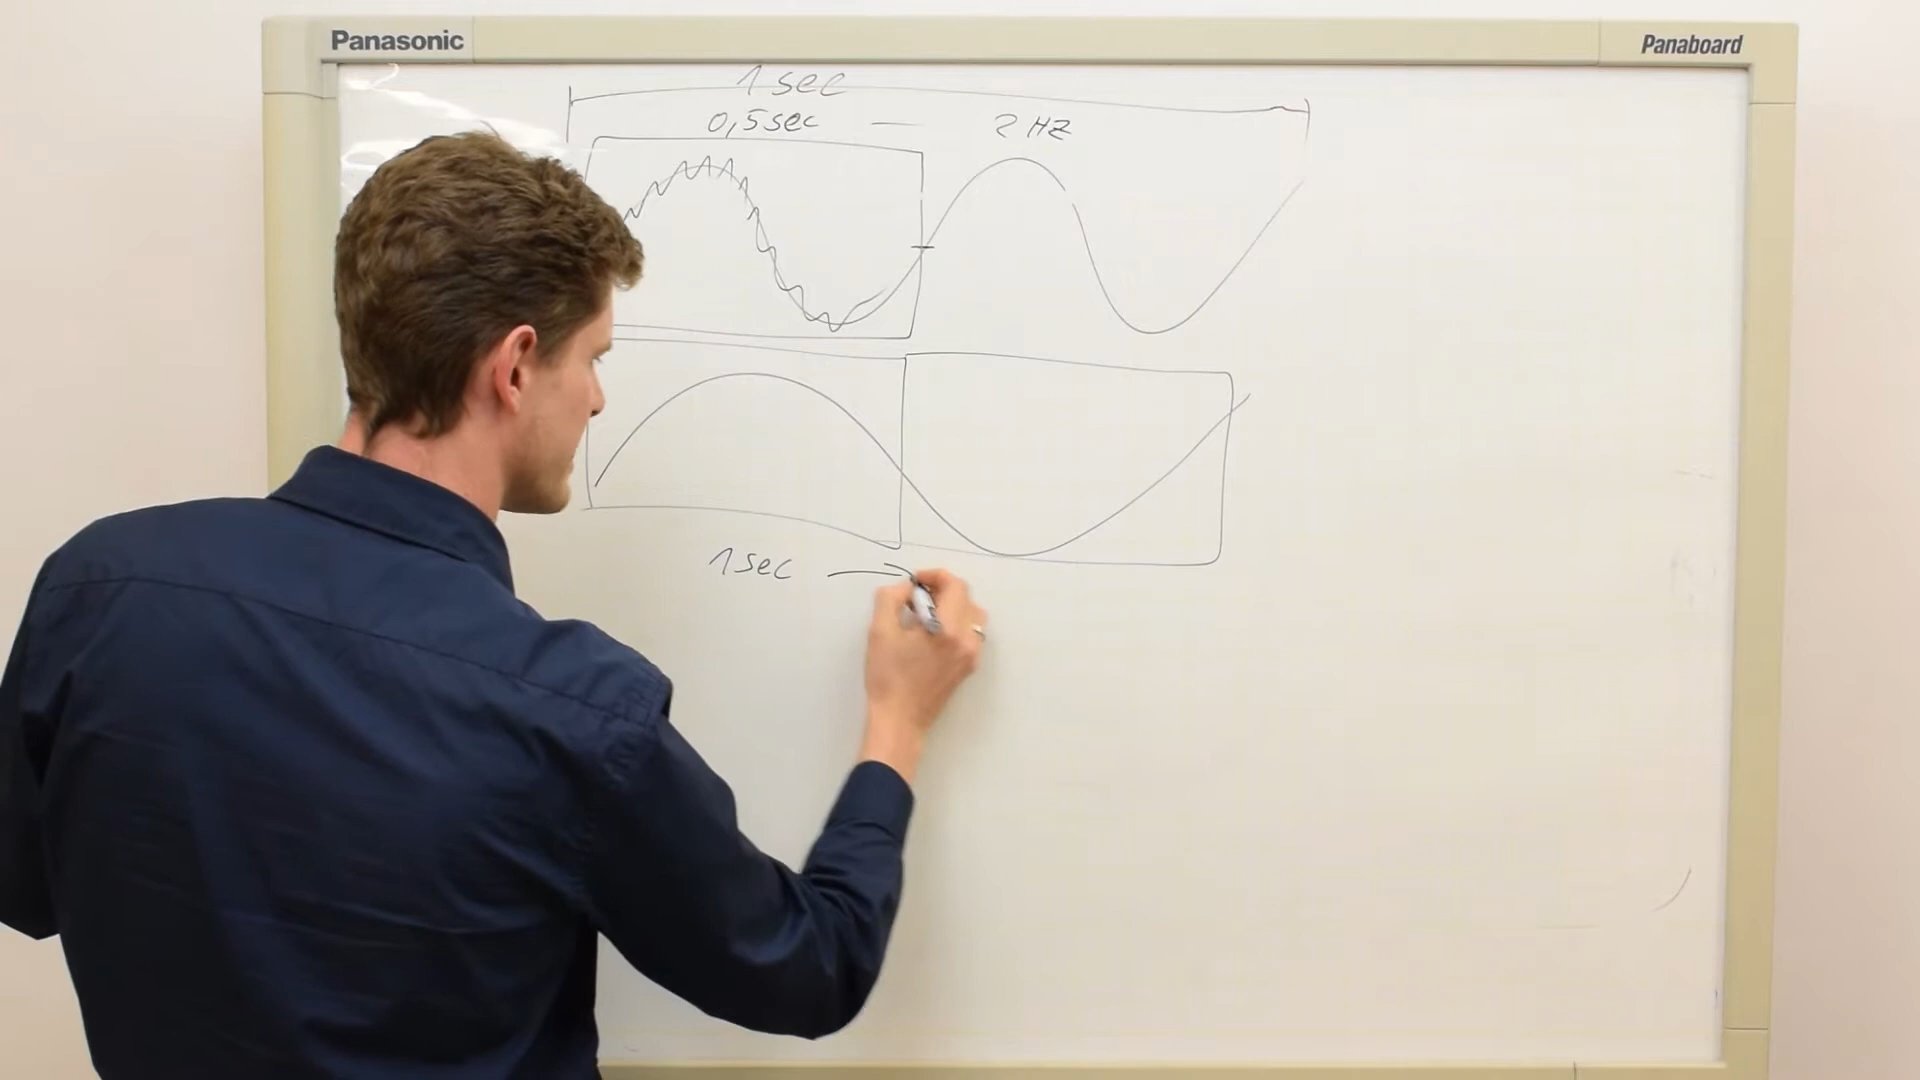 Panasonic
Panaboard
1 sec
0,5 sec — 2 HZ
1 sec →